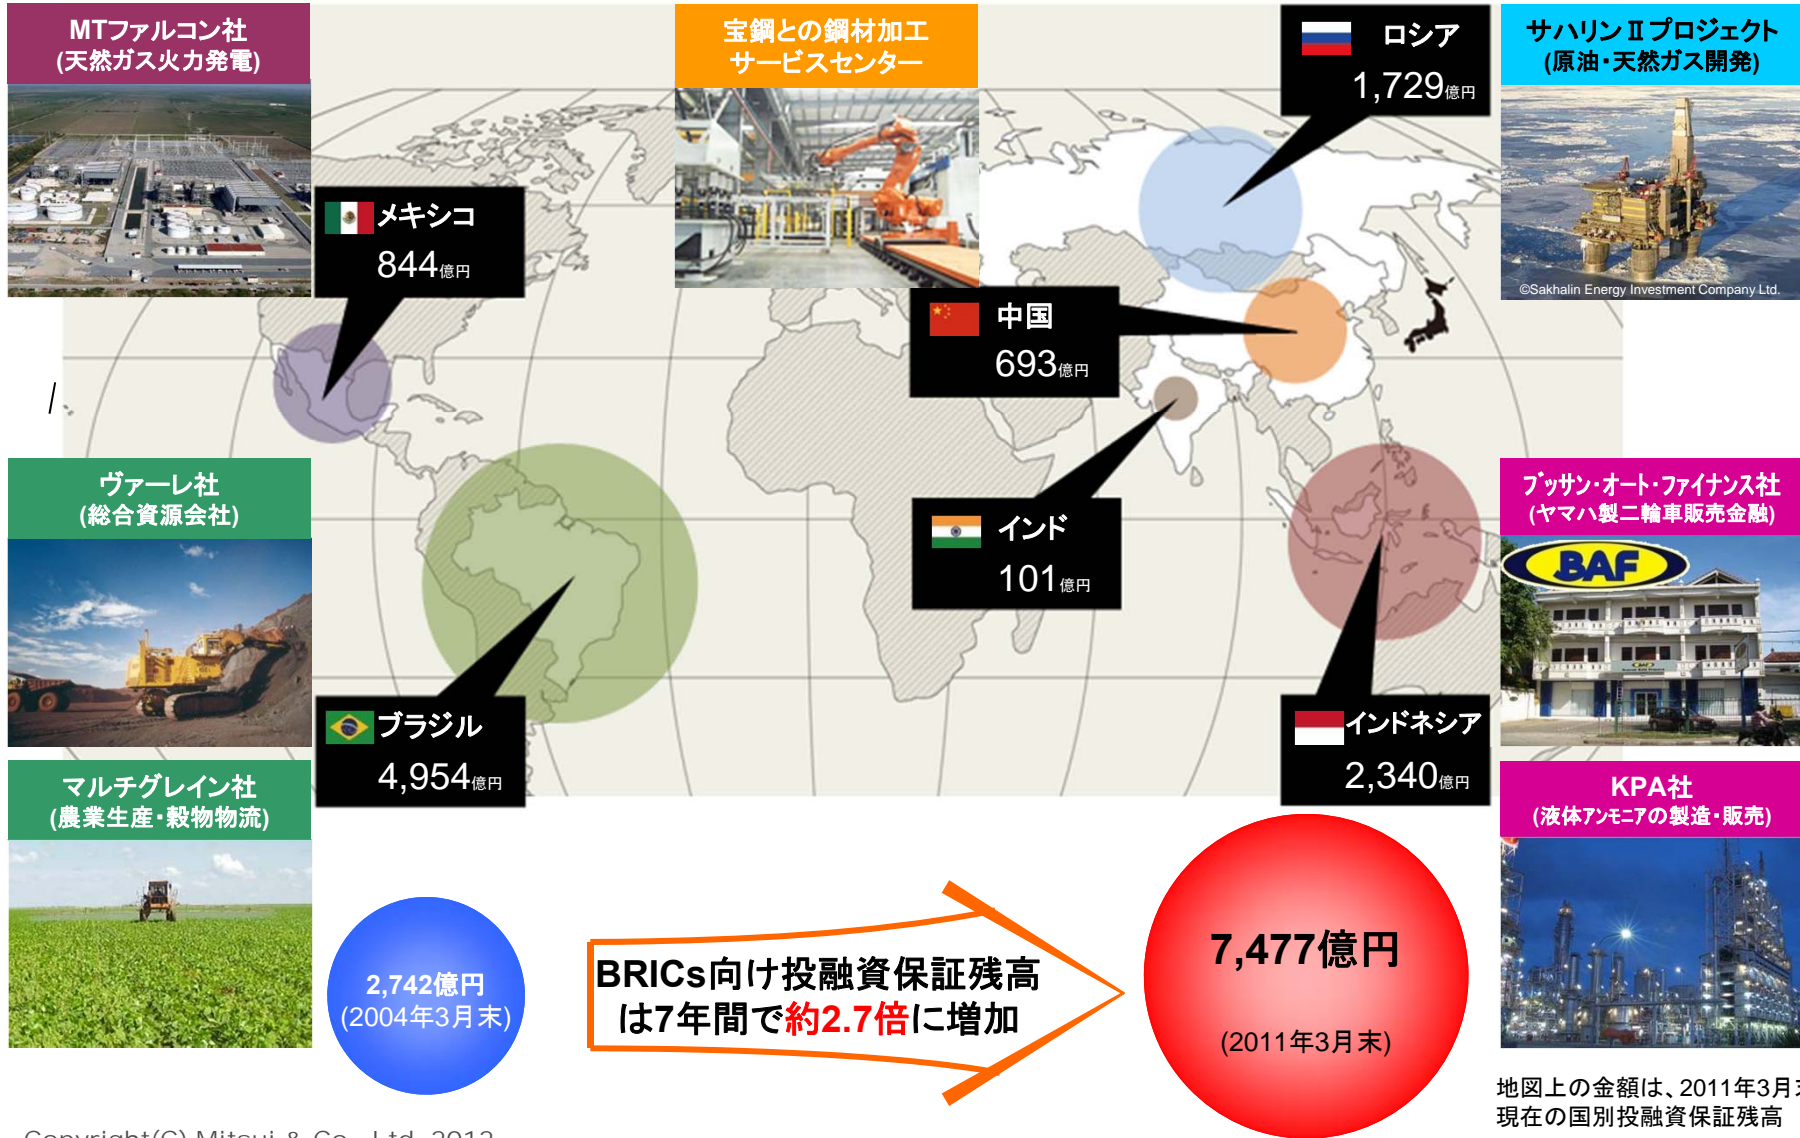 MTファルコン社
(天然ガス火力発電)
宝鋼との鋼材加工
サービスセンター
ロシア
1,729億円
サハリンⅡプロジェクト
(原油・天然ガス開発)
©Sakhalin Energy Investment Company Ltd.
メキシコ
844億円
中国
693億円
ヴァーレ社
(総合資源会社)
インド
101億円
ブッサン・オート・ファイナンス社
(ヤマハ製二輪車販売金融)
BAF
ブラジル
4,954億円
インドネシア
2,340億円
マルチグレイン社
(農業生産・穀物物流)
KPA社
(液体アンモニアの製造・販売)
2,742億円
(2004年3月末)
BRICs向け投融資保証残高
は7年間で約2.7倍に増加
7,477億円
(2011年3月末)
地図上の金額は、2011年3月末
現在の国別投融資保証残高
Copyright(C) Mitsui & Co., Ltd. 2012